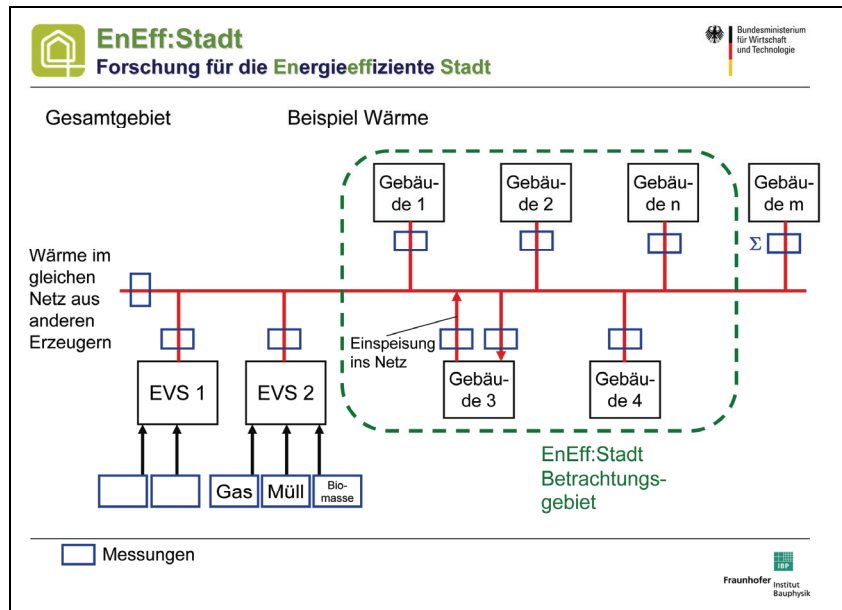 EnEff:Stadt
Forschung für die Energieeffiziente Stadt
Bundesministerium
für Wirtschaft
und Technologie
Gesamtgebiet
Beispiel Wärme
Gebäu-
de 1
Gebäu-
de 2
Gebäu-
de n
Gebäu-
de m
Σ
Wärme im
gleichen
Netz aus
anderen
Erzeugern
Einspeisung
ins Netz
EVS 1
EVS 2
Gebäu-
de 3
Gebäu-
de 4
EnEff:Stadt
Betrachtungs-
gebiet
Gas
Müll
Bio-
masse
Messungen
IBP
Fraunhofer Institut
Bauphysik